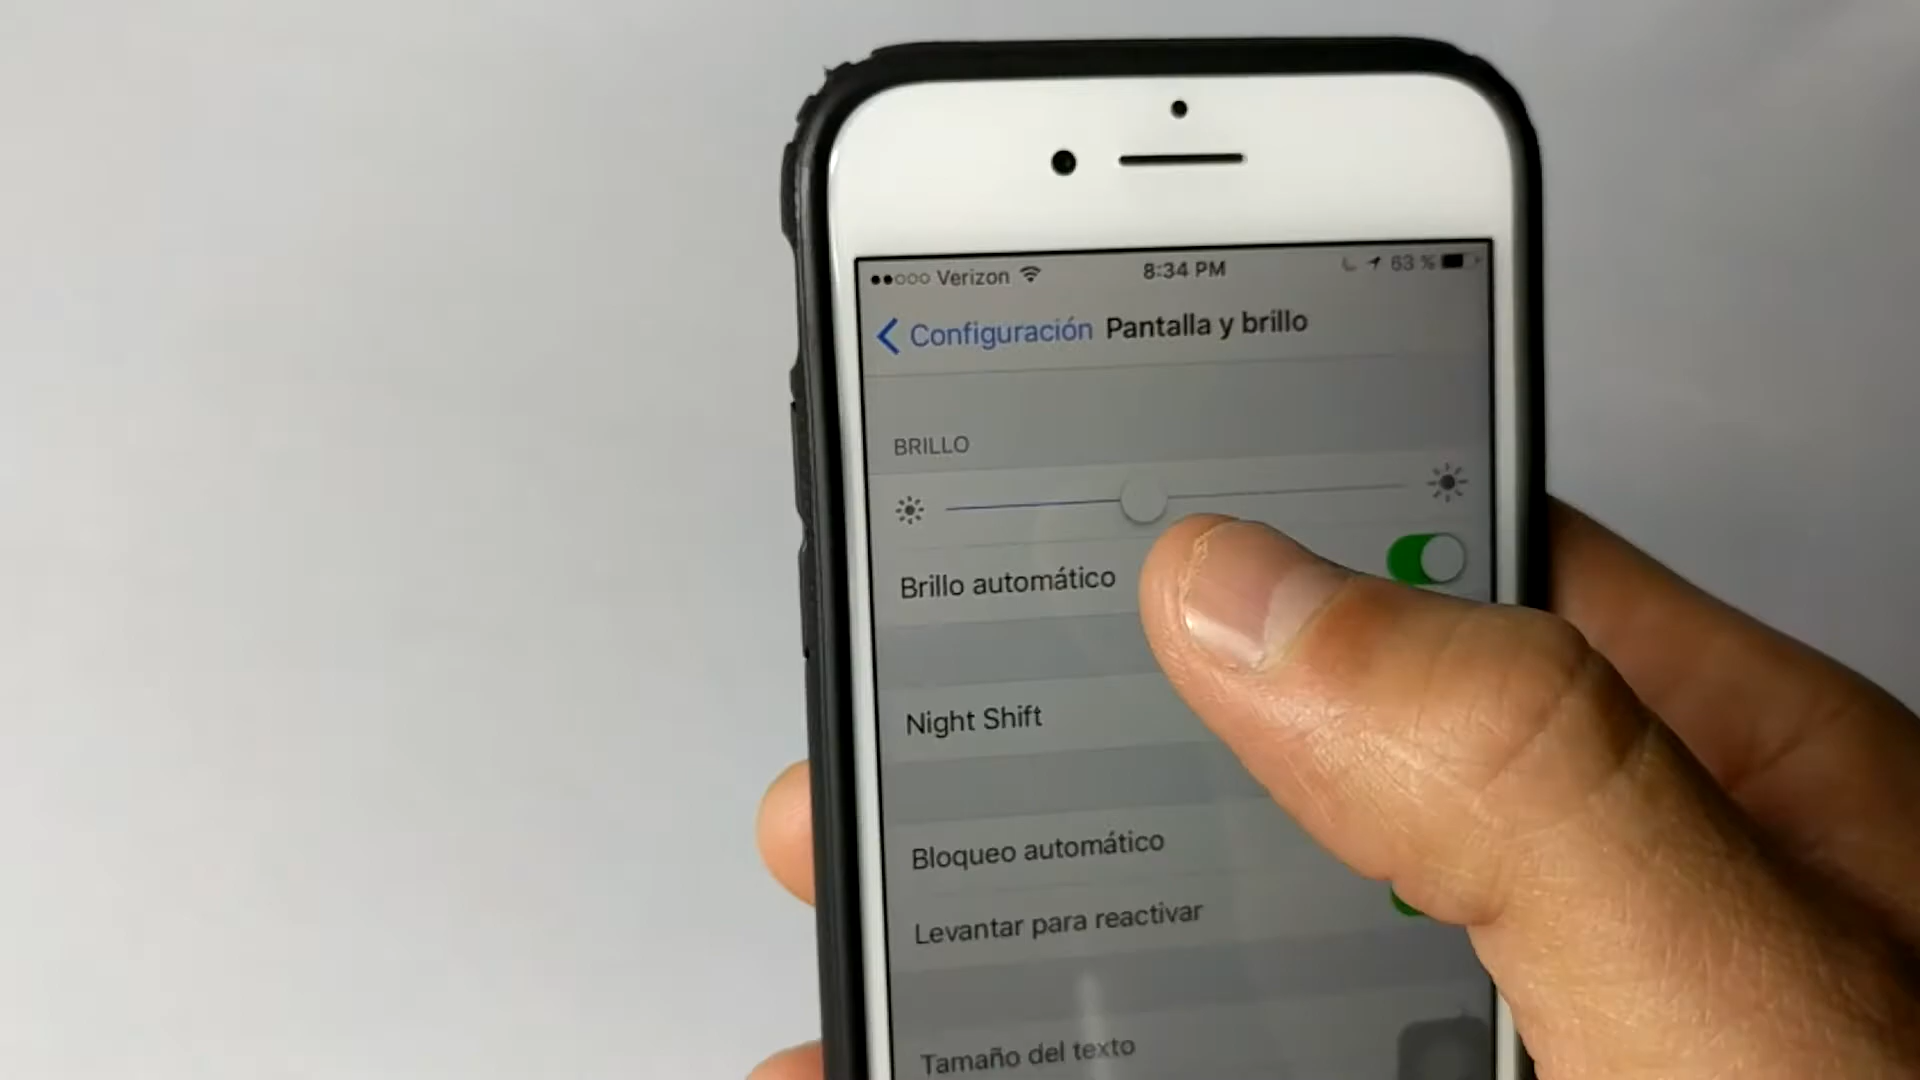 Verizon 8:34 PM 63 %
Configuración Pantalla y brillo
BRILLO
Brillo automático
Night Shift
Bloqueo automático
Levantar para reactivar
Tamaño del texto